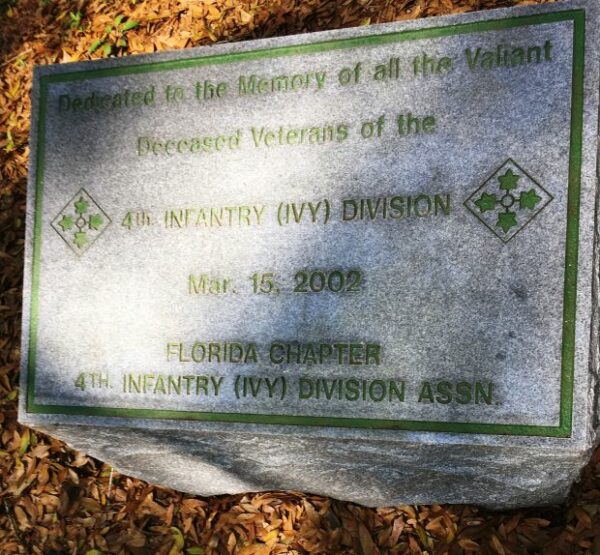 Dedicated to the Memory of all the Valiant
Deceased Veterans of the
4TH INFANTRY (IVY) DIVISION
Mar. 15, 2002
FLORIDA CHAPTER
4TH. INFANTRY (IVY) DIVISION ASSN.